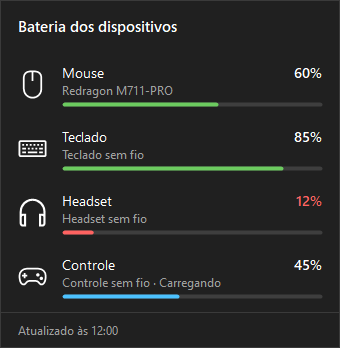 Bateria dos dispositivos
Mouse 60%
Redragon M711-PRO
Teclado 85%
Teclado sem fio
Headset 12%
Headset sem fio
Controle 45%
Controle sem fio · Carregando
Atualizado às 12:00